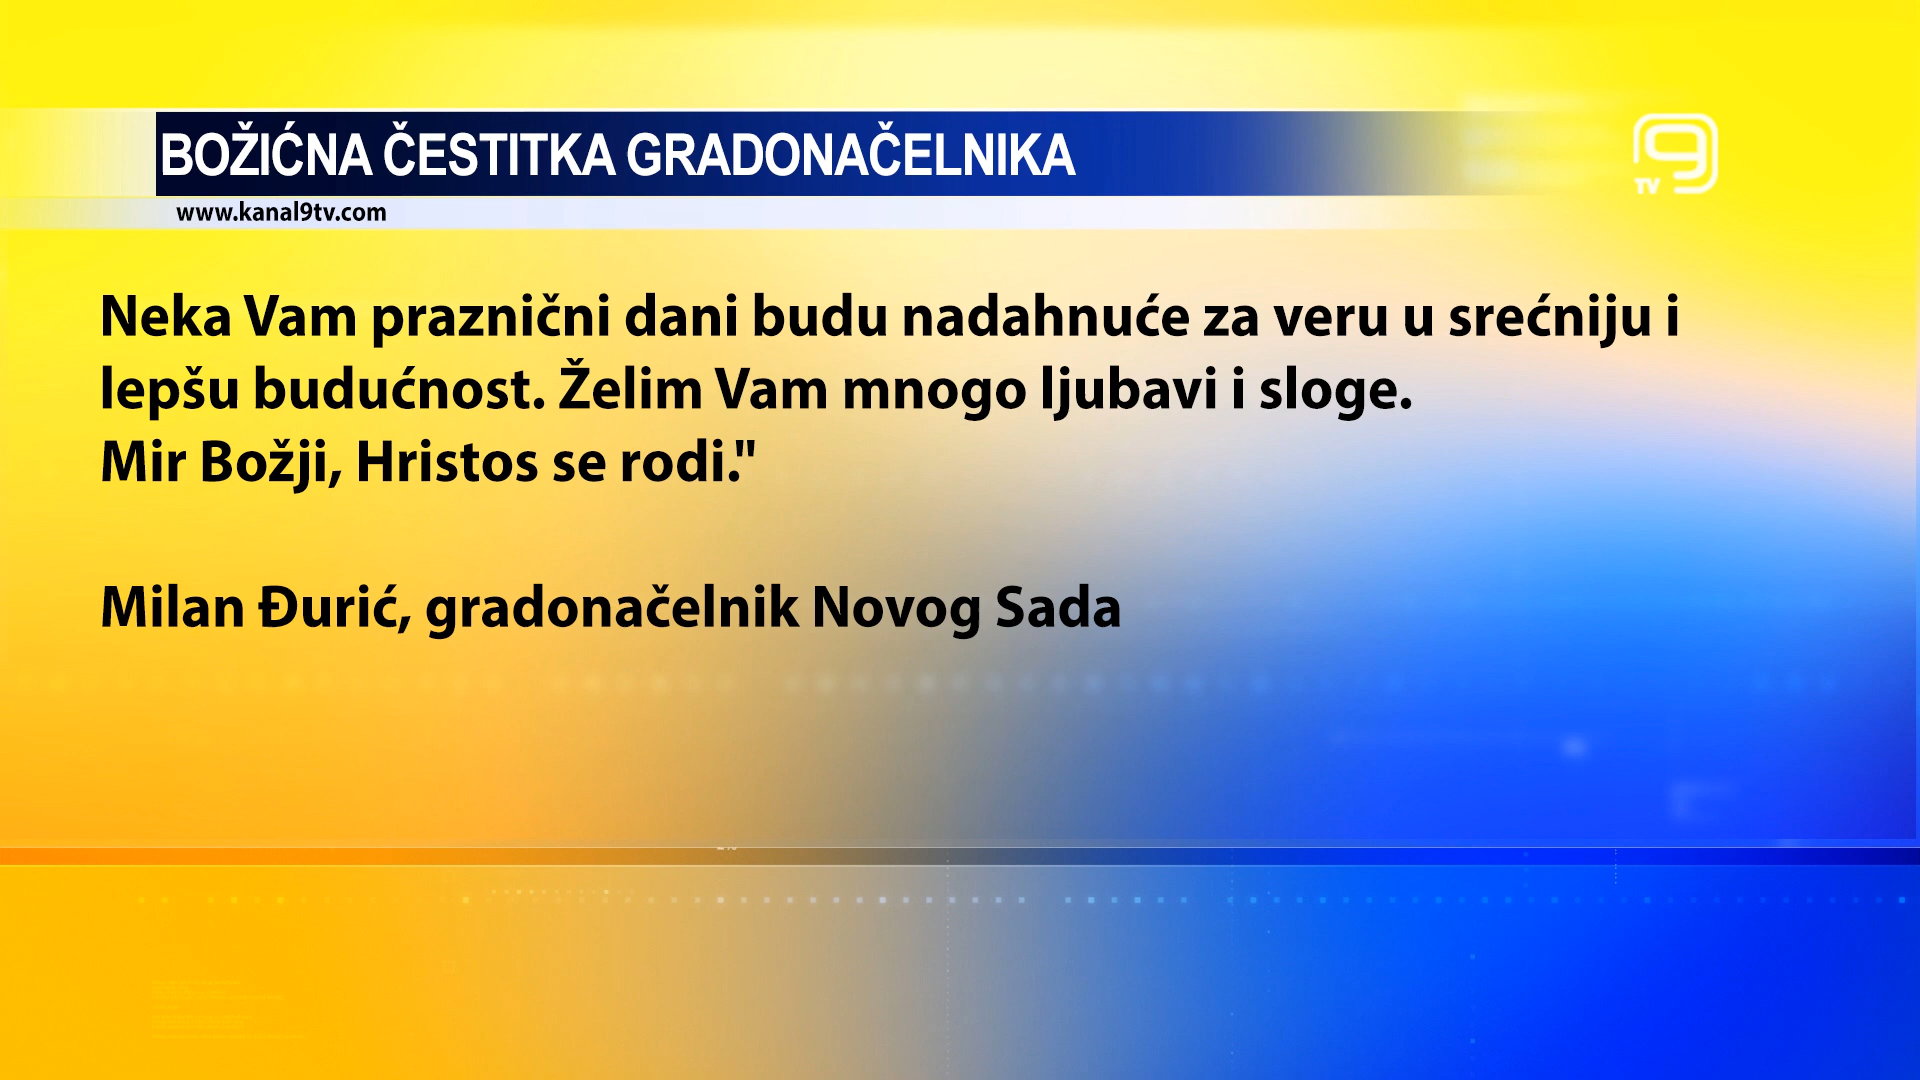 BOŽIĆNA ČESTITKA GRADONAČELNIKA
9
TV
www.kanal9tv.com
Neka Vam praznični dani budu nadahnuće za veru u srećniju i
lepšu budućnost. Želim Vam mnogo ljubavi i sloge.
Mir Božji, Hristos se rodi."
Milan Đurić, gradonačelnik Novog Sada